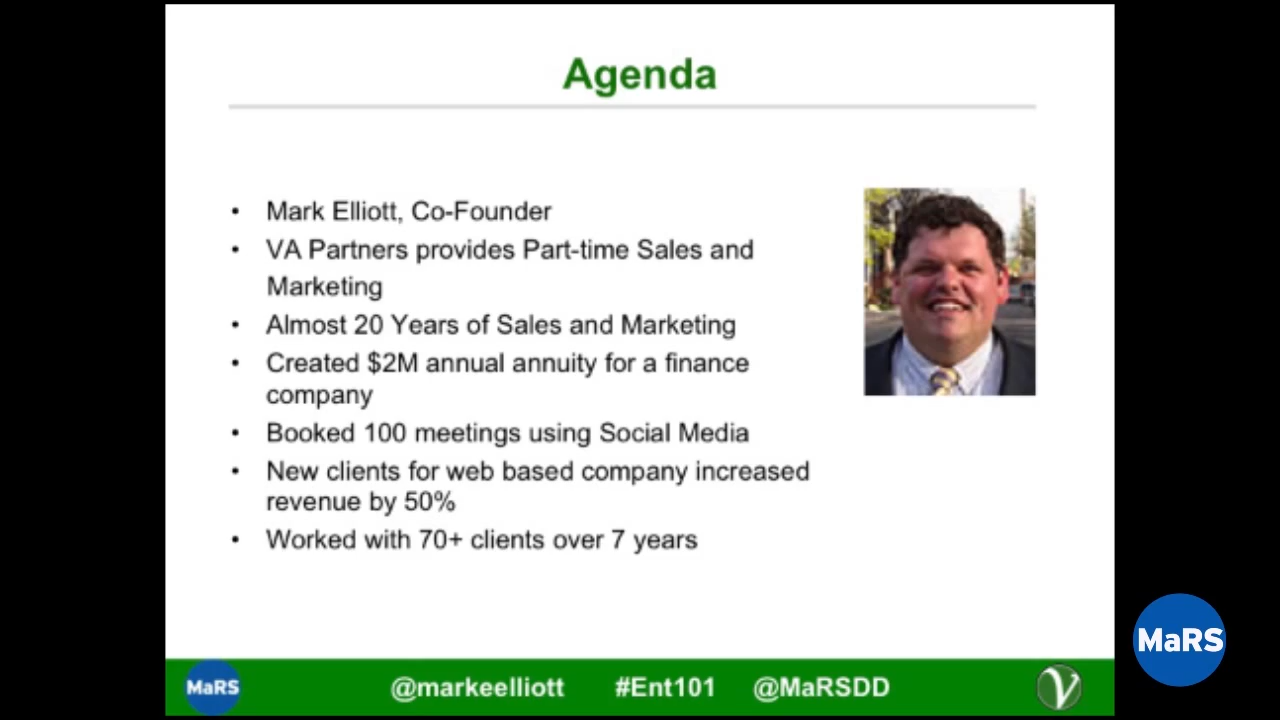 Agenda
• Mark Elliott, Co-Founder
• VA Partners provides Part-time Sales and
Marketing
• Almost 20 Years of Sales and Marketing
• Created $2M annual annuity for a finance
company
• Booked 100 meetings using Social Media
• New clients for web based company increased
revenue by 50%
• Worked with 70+ clients over 7 years
MaRS
MaRS @markeelliott #Ent101 @MaRSDD V